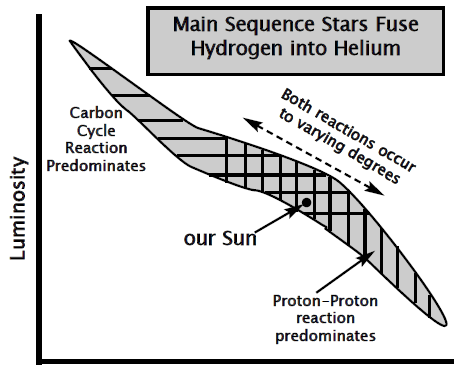 Main Sequence Stars Fuse
Hydrogen into Helium
Carbon
Cycle
Reaction
Predominates
Both reactions occur
to varying degrees
Luminosity
our Sun
Proton-Proton
reaction
predominates